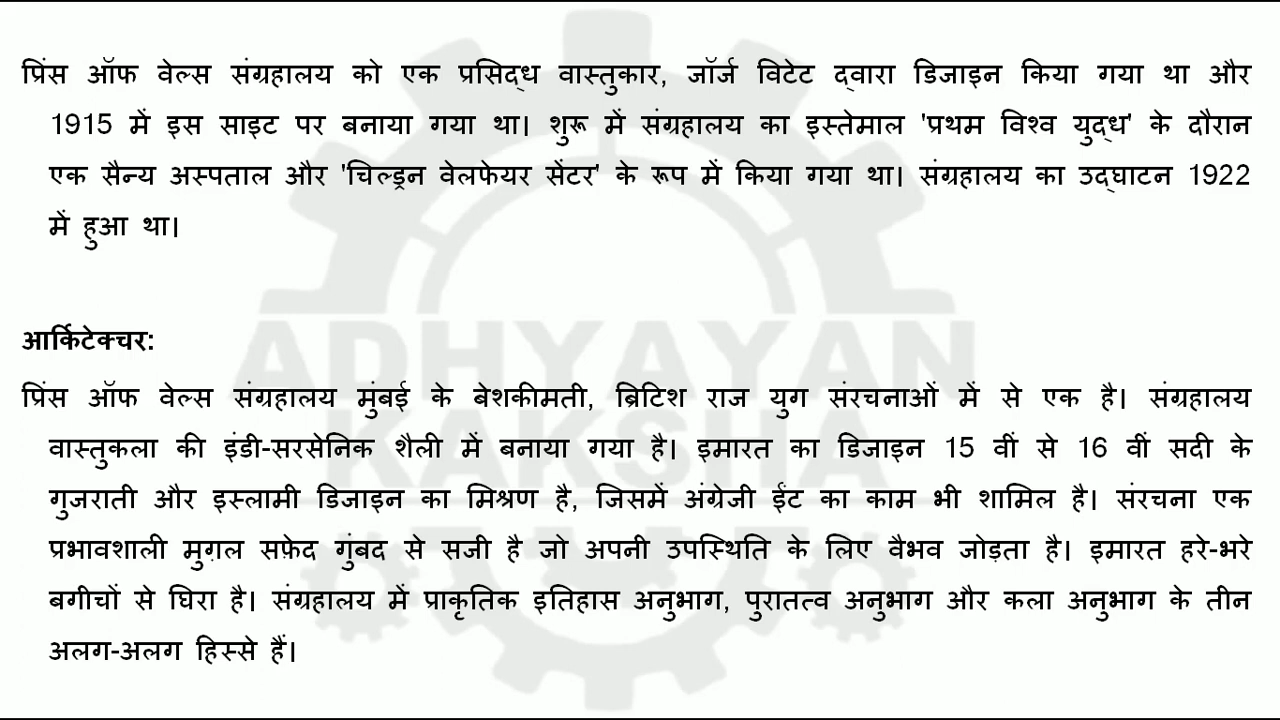 प्रिंस ऑफ वेल्स संग्रहालय को एक प्रसिद्ध वास्तुकार, जॉर्ज विटेट द्वारा डिजाइन किया गया था और
1915 में इस साइट पर बनाया गया था। शुरू में संग्रहालय का इस्तेमाल 'प्रथम विश्व युद्ध' के दौरान
एक सैन्य अस्पताल और 'चिल्ड्रन वेलफेयर सेंटर' के रूप में किया गया था। संग्रहालय का उद्घाटन 1922
में हुआ था।
आर्किटेक्चर:
ADHYAYAN
KAKSHA
प्रिंस ऑफ वेल्स संग्रहालय मुंबई के बेशकीमती, ब्रिटिश राज युग संरचनाओं में से एक है। संग्रहालय
वास्तुकला की इंडी-सरसेनिक शैली में बनाया गया है। इमारत का डिजाइन 15 वीं से 16 वीं सदी के
गुजराती और इस्लामी डिजाइन का मिश्रण है, जिसमें अंग्रेजी ईंट का काम भी शामिल है। संरचना एक
प्रभावशाली मुग़ल सफ़ेद गुंबद से सजी है जो अपनी उपस्थिति के लिए वैभव जोड़ता है। इमारत हरे-भरे
बगीचों से घिरा है। संग्रहालय में प्राकृतिक इतिहास अनुभाग, पुरातत्व अनुभाग और कला अनुभाग के तीन
अलग-अलग हिस्से हैं।